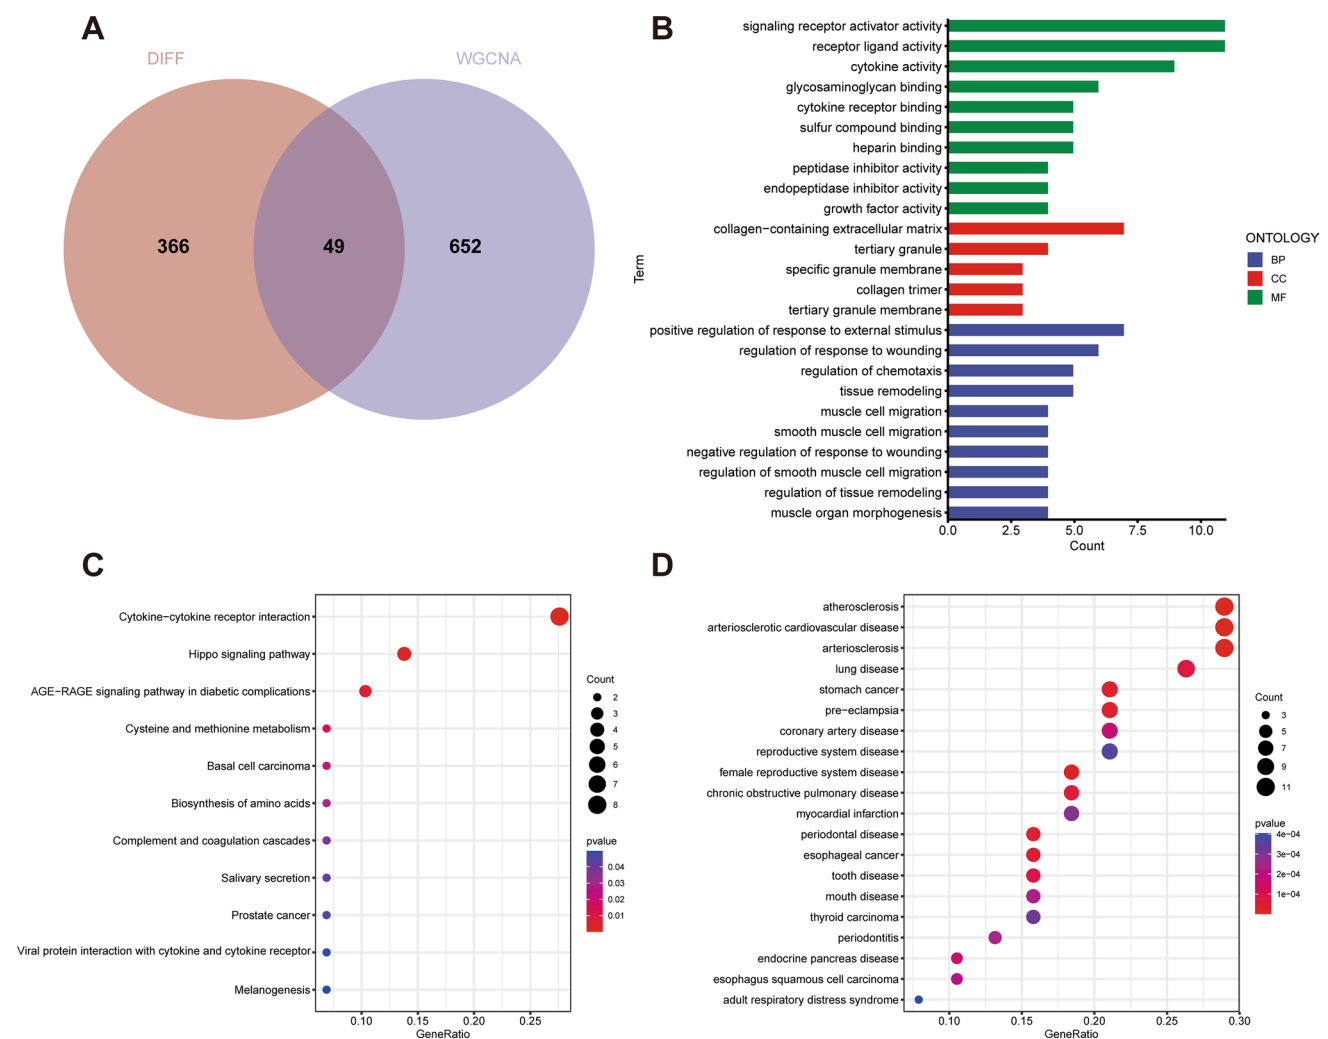 A
DIFF
WGCNA
366
49
652
B
signaling receptor activator activity
receptor ligand activity
cytokine activity
glycosaminoglycan binding
cytokine receptor binding
sulfur compound binding
heparin binding
peptidase inhibitor activity
endopeptidase inhibitor activity
growth factor activity
collagen−containing extracellular matrix
tertiary granule
specific granule membrane
collagen trimer
tertiary granule membrane
positive regulation of response to external stimulus
regulation of response to wounding
regulation of chemotaxis
tissue remodeling
muscle cell migration
smooth muscle cell migration
negative regulation of response to wounding
regulation of smooth muscle cell migration
regulation of tissue remodeling
muscle organ morphogenesis
Term
0.0 2.5 5.0 7.5 10.0
Count
ONTOLOGY
BP
CC
MF
C
Cytokine−cytokine receptor interaction
Hippo signaling pathway
AGE−RAGE signaling pathway in diabetic complications
Cysteine and methionine metabolism
Basal cell carcinoma
Biosynthesis of amino acids
Complement and coagulation cascades
Salivary secretion
Prostate cancer
Viral protein interaction with cytokine and cytokine receptor
Melanogenesis
0.10 0.15 0.20 0.25
GeneRatio
Count
2
3
4
5
6
7
8
pvalue
0.04
0.03
0.02
0.01
D
atherosclerosis
arteriosclerotic cardiovascular disease
arteriosclerosis
lung disease
stomach cancer
pre−eclampsia
coronary artery disease
reproductive system disease
female reproductive system disease
chronic obstructive pulmonary disease
myocardial infarction
periodontal disease
esophageal cancer
tooth disease
mouth disease
thyroid carcinoma
periodontitis
endocrine pancreas disease
esophagus squamous cell carcinoma
adult respiratory distress syndrome
0.10 0.15 0.20 0.25 0.30
GeneRatio
Count
3
5
7
9
11
pvalue
4e−04
3e−04
2e−04
1e−04